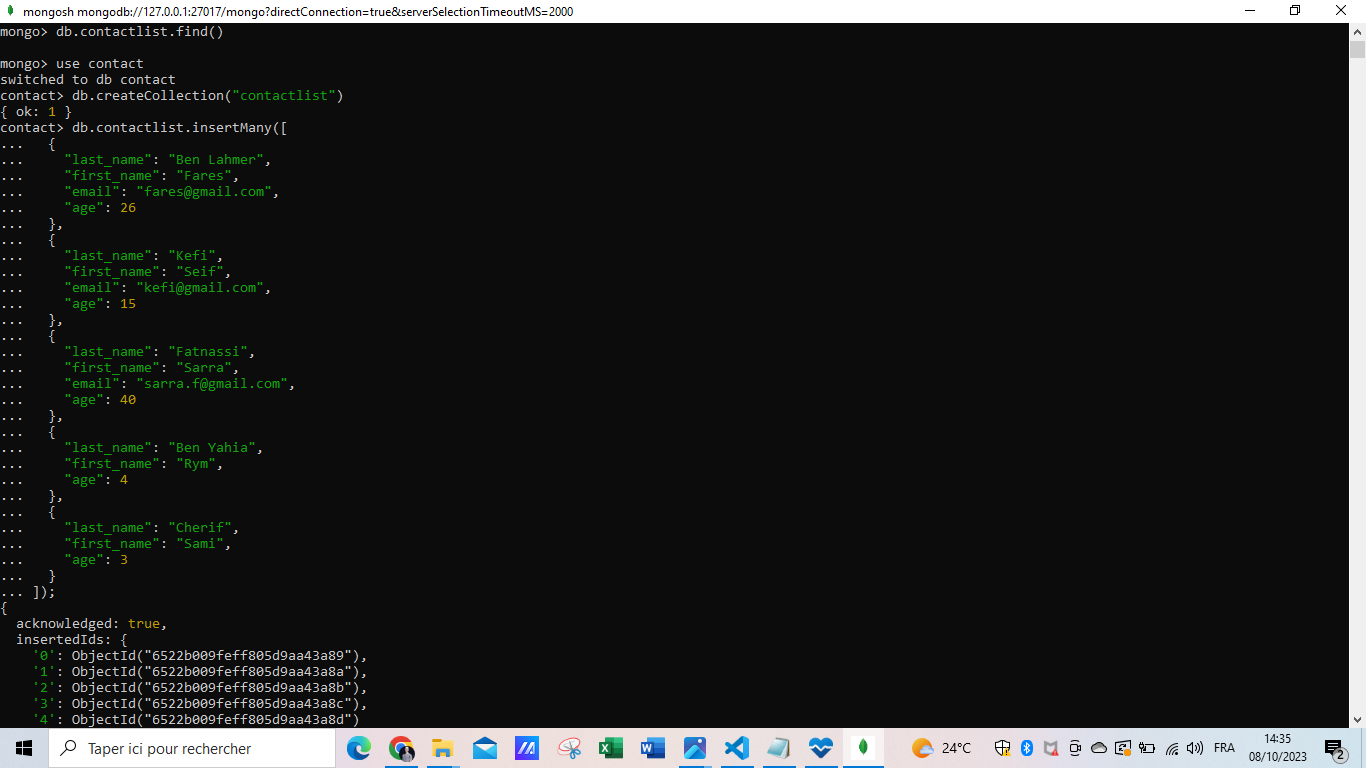 mongosh mongodb://127.0.0.1:27017/mongo?directConnection=true&serverSelectionTimeoutMS=2000
mongo> db.contactlist.find()
mongo> use contact
switched to db contact
contact> db.createCollection("contactlist")
{ ok: 1 }
contact> db.contactlist.insertMany([
...   {
...     "last_name": "Ben Lahmer",
...     "first_name": "Fares",
...     "email": "fares@gmail.com",
...     "age": 26
...   },
...   {
...     "last_name": "Kefi",
...     "first_name": "Seif",
...     "email": "kefi@gmail.com",
...     "age": 15
...   },
...   {
...     "last_name": "Fatnassi",
...     "first_name": "Sarra",
...     "email": "sarra.f@gmail.com",
...     "age": 40
...   },
...   {
...     "last_name": "Ben Yahia",
...     "first_name": "Rym",
...     "age": 4
...   },
...   {
...     "last_name": "Cherif",
...     "first_name": "Sami",
...     "age": 3
...   }
... ]);
{
  acknowledged: true,
  insertedIds: {
    '0': ObjectId("6522b009feff805d9aa43a89"),
    '1': ObjectId("6522b009feff805d9aa43a8a"),
    '2': ObjectId("6522b009feff805d9aa43a8b"),
    '3': ObjectId("6522b009feff805d9aa43a8c"),
    '4': ObjectId("6522b009feff805d9aa43a8d")
Taper ici pour rechercher
24°C
FRA
14:35
08/10/2023
2